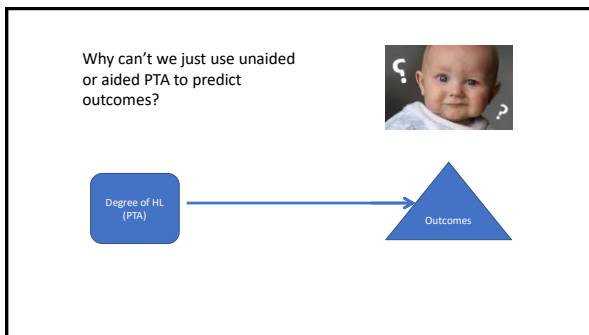 Why can't we just use unaided
or aided PTA to predict
outcomes?
?
?
Degree of HL
(PTA)
Outcomes